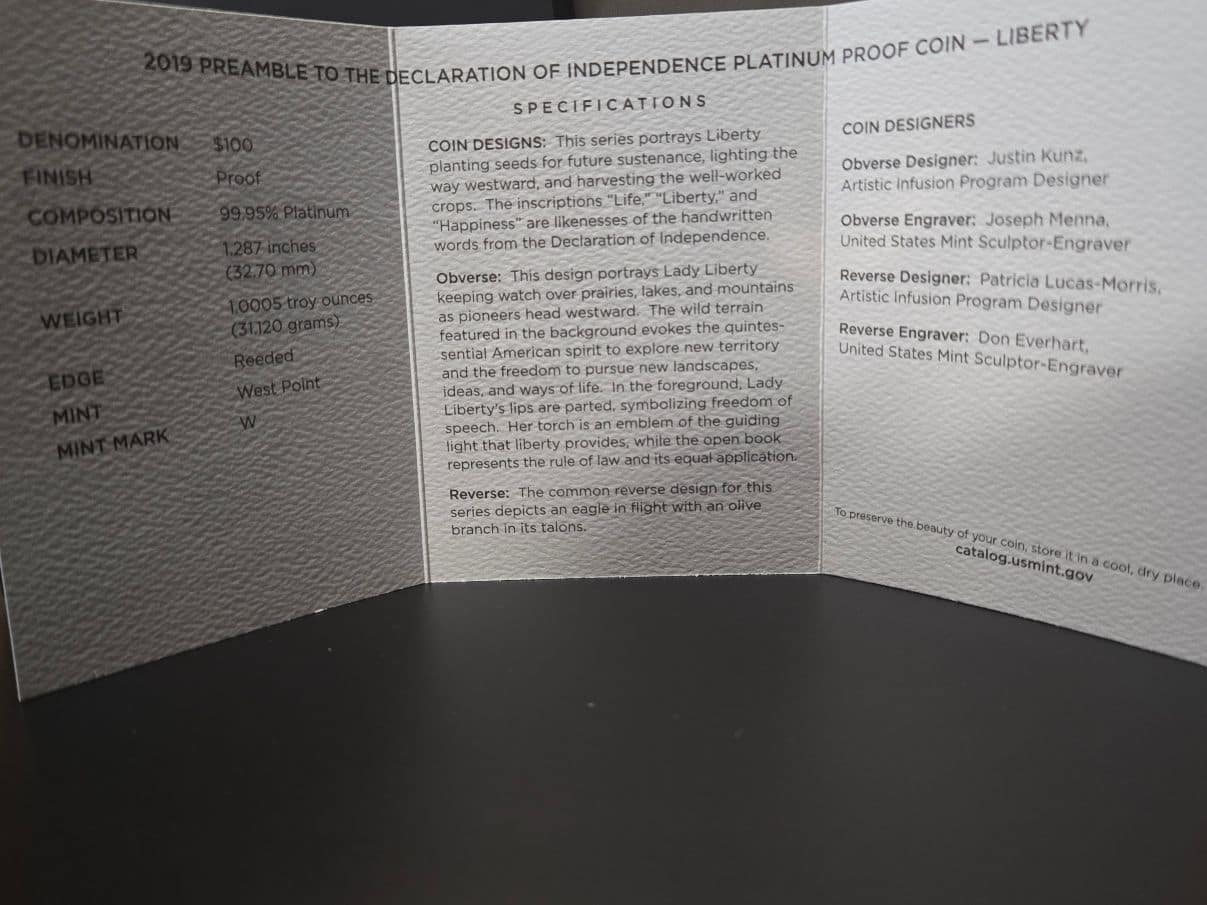 2019 PREAMBLE TO THE DECLARATION OF INDEPENDENCE PLATINUM PROOF COIN — LIBERTY
SPECIFICATIONS
DENOMINATION $100
FINISH Proof
COMPOSITION 99.95% Platinum
DIAMETER 1.287 inches
(32.70 mm)
WEIGHT 1.0005 troy ounces
(31.120 grams)
EDGE Reeded
MINT West Point
MINT MARK W
COIN DESIGNS: This series portrays Liberty
planting seeds for future sustenance, lighting the
way westward, and harvesting the well-worked
crops. The inscriptions “Life,” “Liberty,” and
“Happiness” are likenesses of the handwritten
words from the Declaration of Independence.
Obverse: This design portrays Lady Liberty
keeping watch over prairies, lakes, and mountains
as pioneers head westward. The wild terrain
featured in the background evokes the quintes-
sential American spirit to explore new territory
and the freedom to pursue new landscapes,
ideas, and ways of life. In the foreground, Lady
Liberty’s lips are parted, symbolizing freedom of
speech. Her torch is an emblem of the guiding
light that liberty provides, while the open book
represents the rule of law and its equal application.
Reverse: The common reverse design for this
series depicts an eagle in flight with an olive
branch in its talons.
COIN DESIGNERS
Obverse Designer: Justin Kunz,
Artistic Infusion Program Designer
Obverse Engraver: Joseph Menna,
United States Mint Sculptor-Engraver
Reverse Designer: Patricia Lucas-Morris,
Artistic Infusion Program Designer
Reverse Engraver: Don Everhart,
United States Mint Sculptor-Engraver
To preserve the beauty of your coin, store it in a cool, dry place.
catalog.usmint.gov